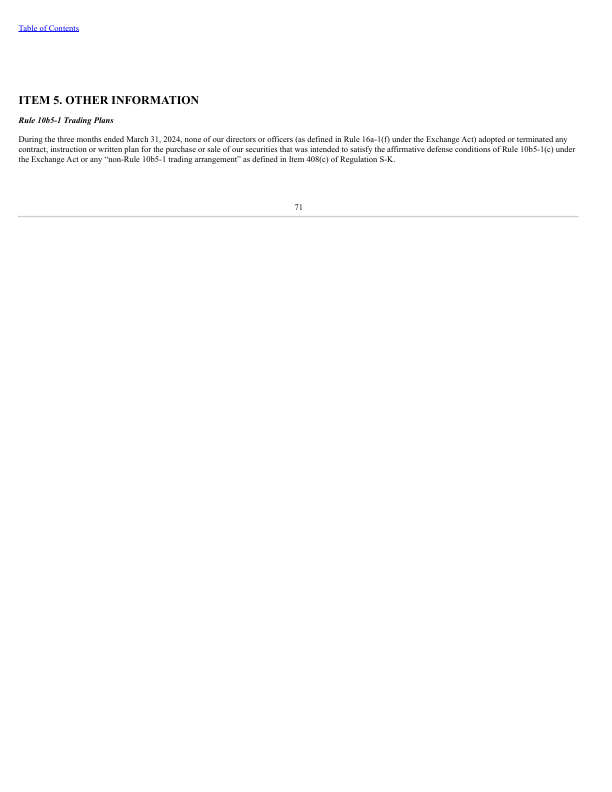 Table of Contents
ITEM 5. OTHER INFORMATION
Rule 10b5-1 Trading Plans
During the three months ended March 31, 2024, none of our directors or officers (as defined in Rule 16a-1(f) under the Exchange Act) adopted or terminated any
contract, instruction or written plan for the purchase or sale of our securities that was intended to satisfy the affirmative defense conditions of Rule 10b5-1(c) under
the Exchange Act or any “non-Rule 10b5-1 trading arrangement” as defined in Item 408(c) of Regulation S-K.
71